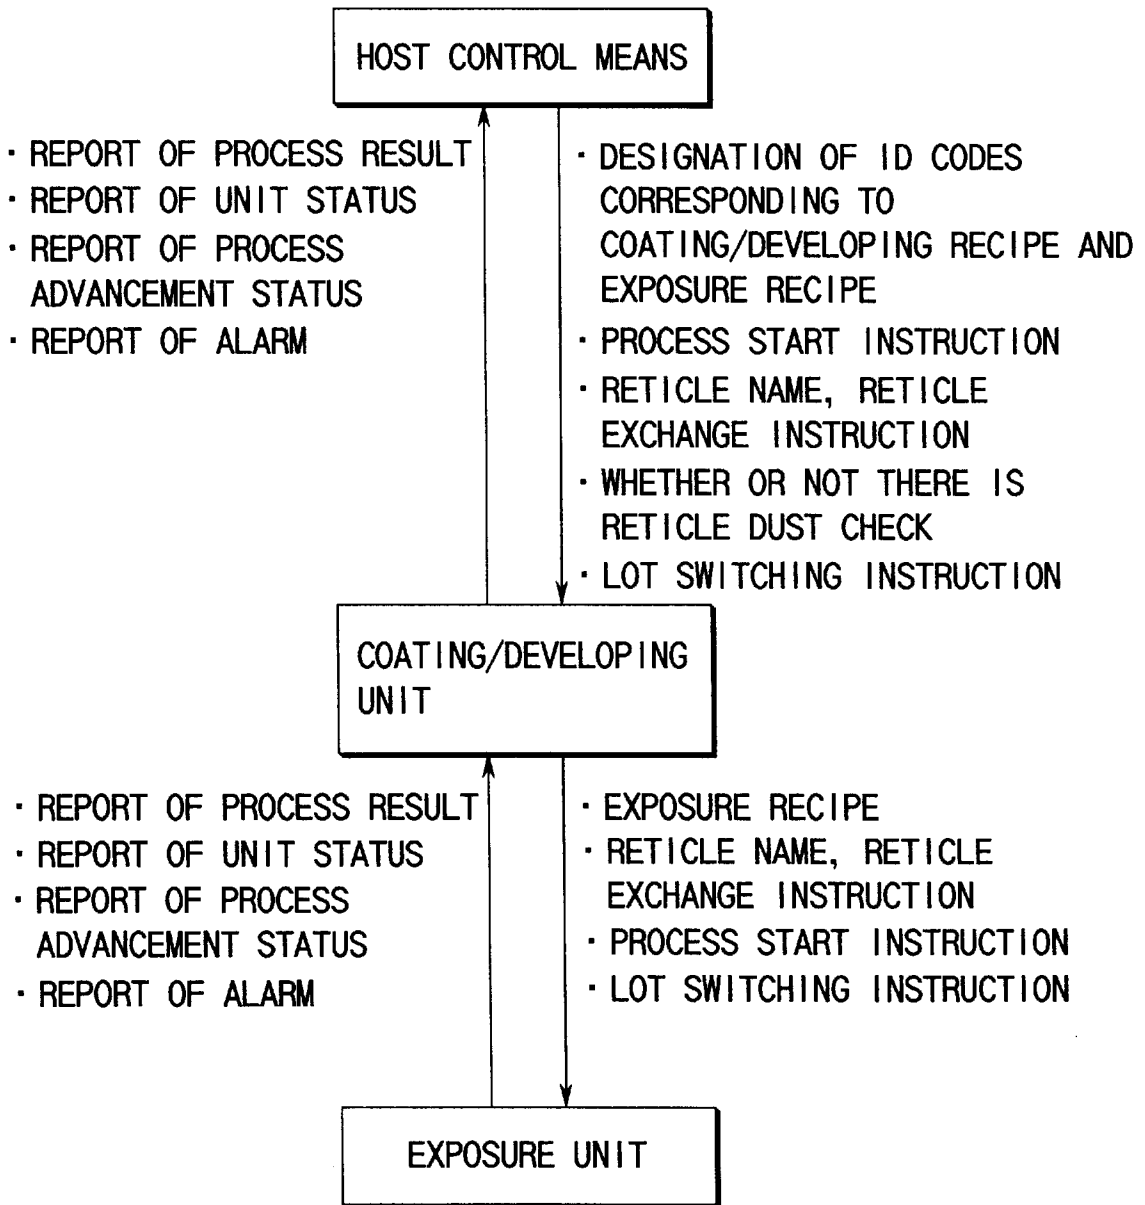 HOST CONTROL MEANS
· REPORT OF PROCESS RESULT
· REPORT OF UNIT STATUS
· REPORT OF PROCESS
ADVANCEMENT STATUS
· REPORT OF ALARM
· DESIGNATION OF ID CODES
CORRESPONDING TO
COATING/DEVELOPING RECIPE AND
EXPOSURE RECIPE
· PROCESS START INSTRUCTION
· RETICLE NAME, RETICLE
EXCHANGE INSTRUCTION
· WHETHER OR NOT THERE IS
RETICLE DUST CHECK
· LOT SWITCHING INSTRUCTION
COATING/DEVELOPING
UNIT
· REPORT OF PROCESS RESULT
· REPORT OF UNIT STATUS
· REPORT OF PROCESS
ADVANCEMENT STATUS
· REPORT OF ALARM
· EXPOSURE RECIPE
· RETICLE NAME, RETICLE
EXCHANGE INSTRUCTION
· PROCESS START INSTRUCTION
· LOT SWITCHING INSTRUCTION
EXPOSURE UNIT